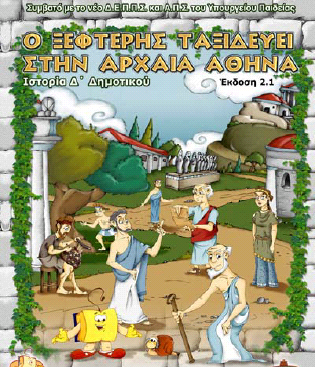 Συμβατό με το νέο Δ.Ε.Π.Π.Σ. και Α.Π.Σ του Υπουργείου Παιδείας
Ο ΞΕΦΤΕΡΗΣ ΤΑΞΙΔΕΥΕΙ
ΣΤΗΝ ΑΡΧΑΙΑ ΑΘΗΝΑ
Ιστορία Δ' Δημοτικού
Έκδοση 2.1